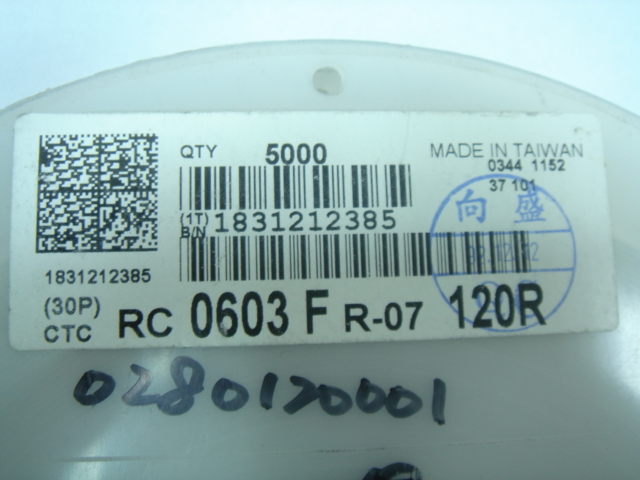 QTY 5000 MADE IN TAIWAN
0344 1152
37 101
(1T)
B/N 1831212385
向盛
1831212385
(30P)
CTC RC 0603 F R-07 120R
0280120001